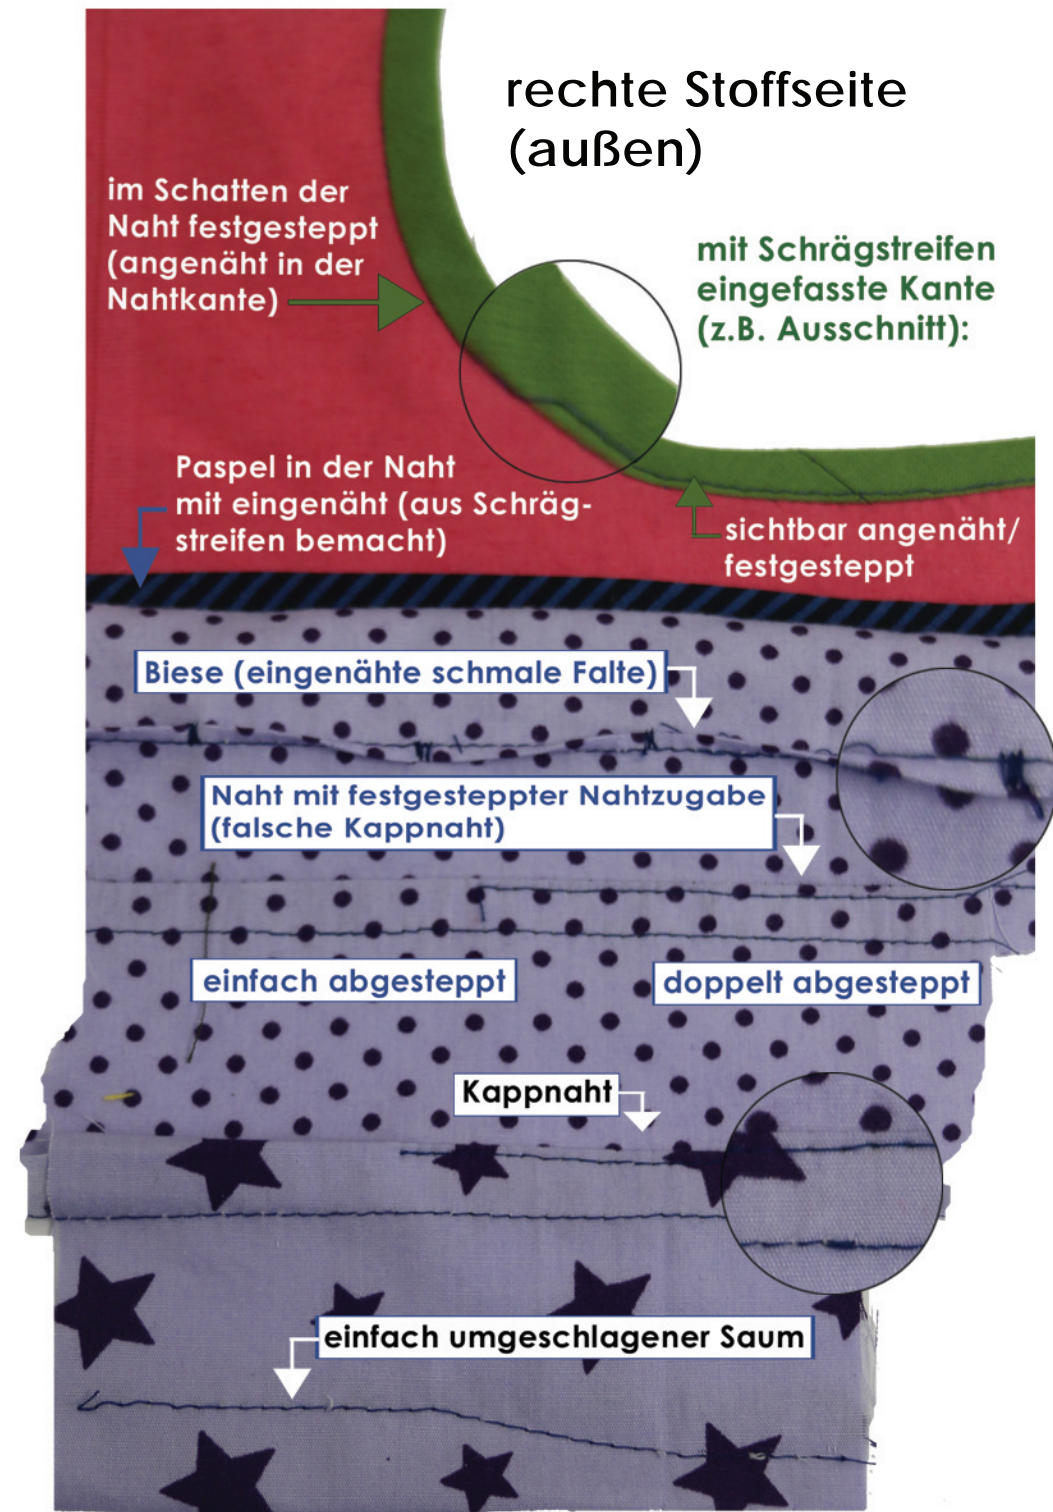 rechte Stoffseite
(außen)
im Schatten der
Naht festgesteppt
(angenäht in der
Nahtkante)
mit Schrägstreifen
eingefasste Kante
(z.B. Ausschnitt):
Paspel in der Naht
mit eingenäht (aus Schräg-
streifen bemacht)
sichtbar angenäht/
festgesteppt
Biese (eingenähte schmale Falte)
Naht mit festgesteppter Nahtzugabe
(falsche Kappnaht)
einfach abgesteppt
doppelt abgesteppt
Kappnaht
einfach umgeschlagener Saum